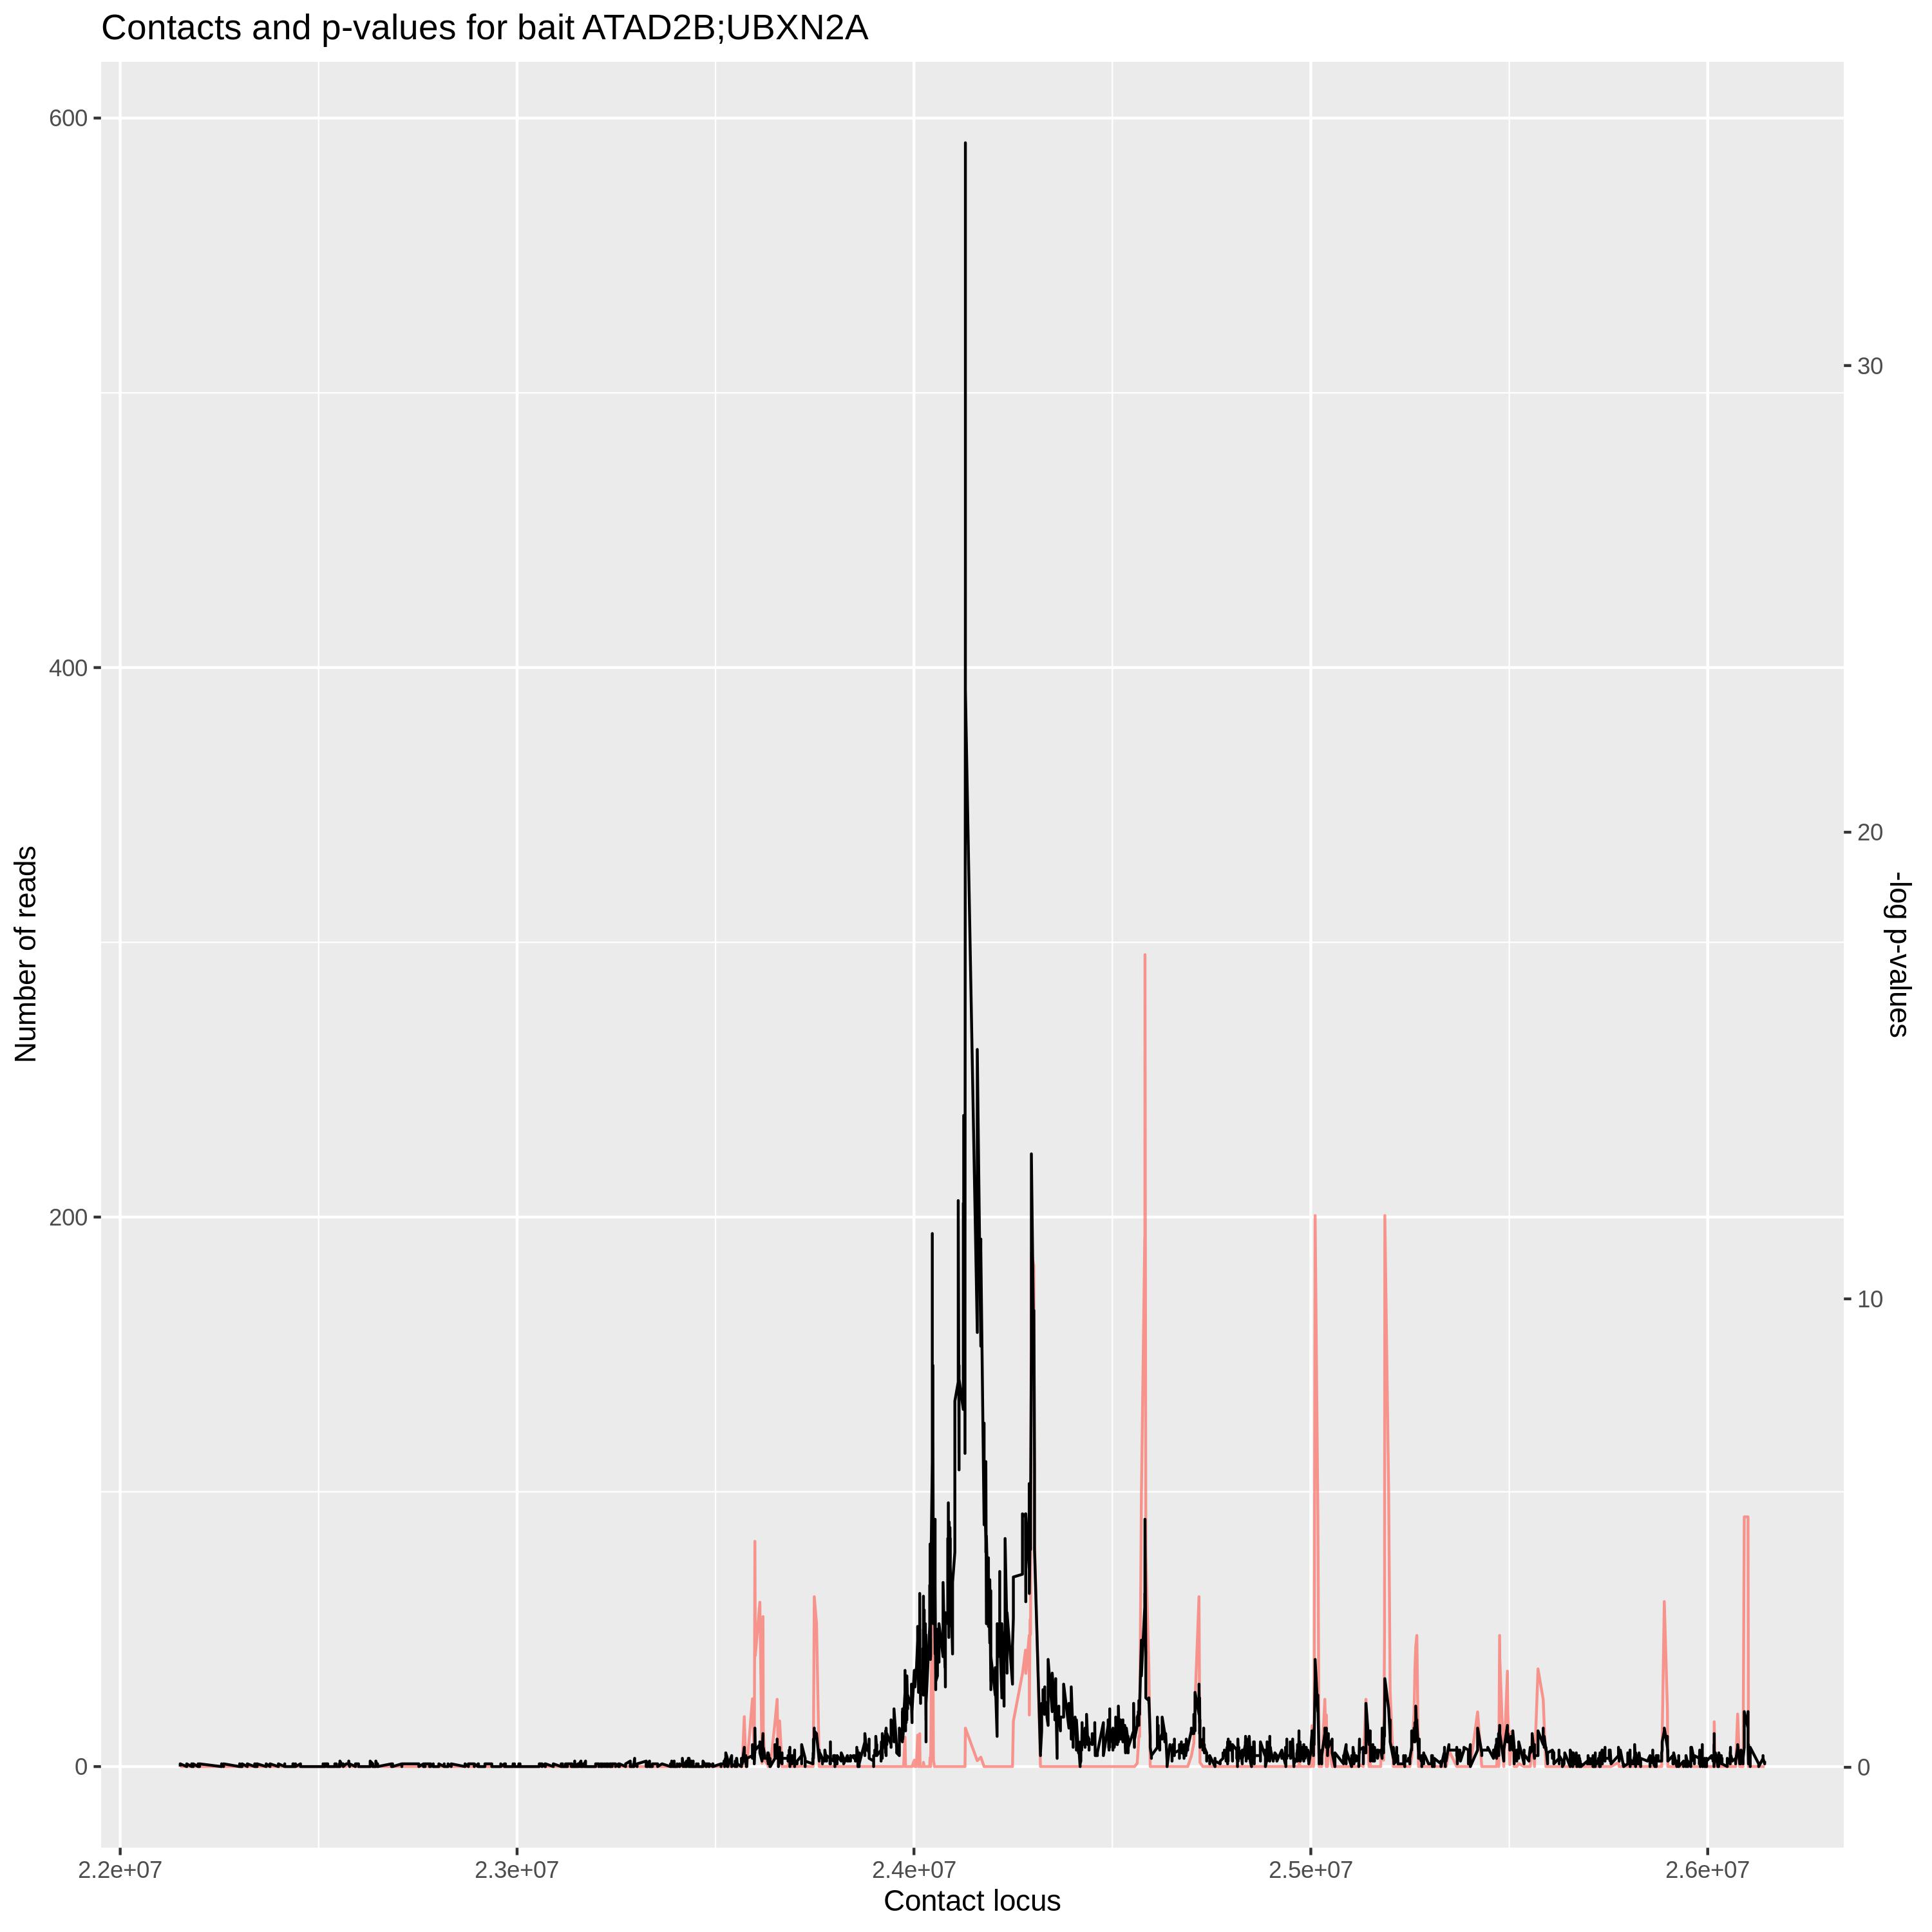 Contacts and p-values for bait ATAD2B;UBXN2A
600
400
200
0
Number of reads
30
20
10
0
-log p-values
2.2e+07 2.3e+07 2.4e+07 2.5e+07 2.6e+07
Contact locus